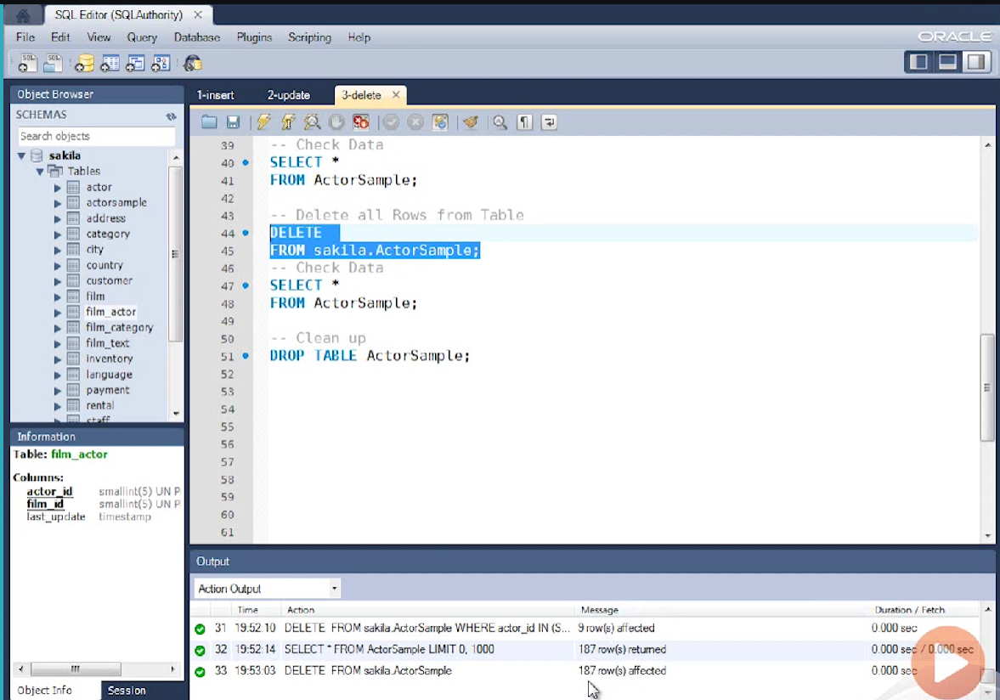 SQL Editor (SQLAuthority)
File Edit View Query Database Plugins Scripting Help
ORACLE
SQL SQL
Object Browser
SCHEMAS
Search objects
sakila
Tables
actor
actorsample
address
category
city
country
customer
film
film_actor
film_category
film_text
inventory
language
payment
rental
staff
Information
Table: film_actor
Columns:
actor_id smallint(5) UN P
film_id smallint(5) UN P
last_update timestamp
Object Info Session
1-insert 2-update 3-delete
39 -- Check Data
40 SELECT *
41 FROM ActorSample;
42
43 -- Delete all Rows from Table
44 DELETE
45 FROM sakila.ActorSample;
46 -- Check Data
47 SELECT *
48 FROM ActorSample;
49
50 -- Clean up
51 DROP TABLE ActorSample;
52
53
54
55
56
57
58
59
60
61
Output
Action Output
Time Action Message Duration / Fetch
31 19:52:10 DELETE FROM sakila.ActorSample WHERE actor_id IN (S... 9 row(s) affected 0.000 sec
32 19:52:14 SELECT * FROM ActorSample LIMIT 0, 1000 187 row(s) returned 0.000 sec / 0.000 sec
33 19:53:03 DELETE FROM sakila.ActorSample 187 row(s) affected 0.000 sec